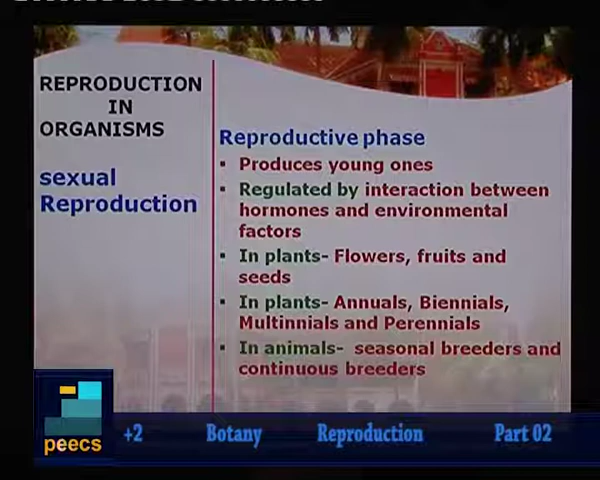 REPRODUCTION
IN
ORGANISMS
sexual
Reproduction
Reproductive phase
▪ Produces young ones
▪ Regulated by interaction between
hormones and environmental
factors
▪ In plants- Flowers, fruits and
seeds
▪ In plants- Annuals, Biennials,
Multinnials and Perennials
▪ In animals- seasonal breeders and
continuous breeders
peecs
+2 Botany Reproduction Part 02